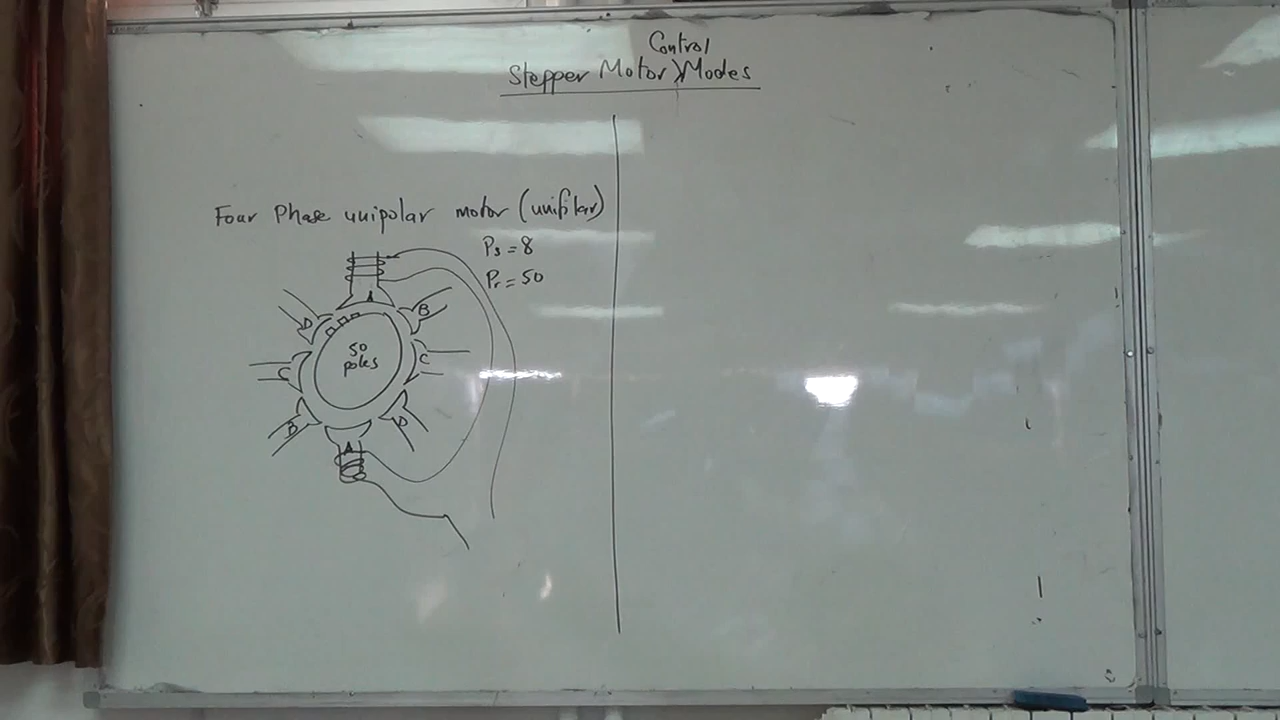 Control
Stepper Motor Modes
Four Phase unipolar motor (unifilar)
Ps = 8
Pr = 50
A
D
B
50
poles
C
C
B
D
A